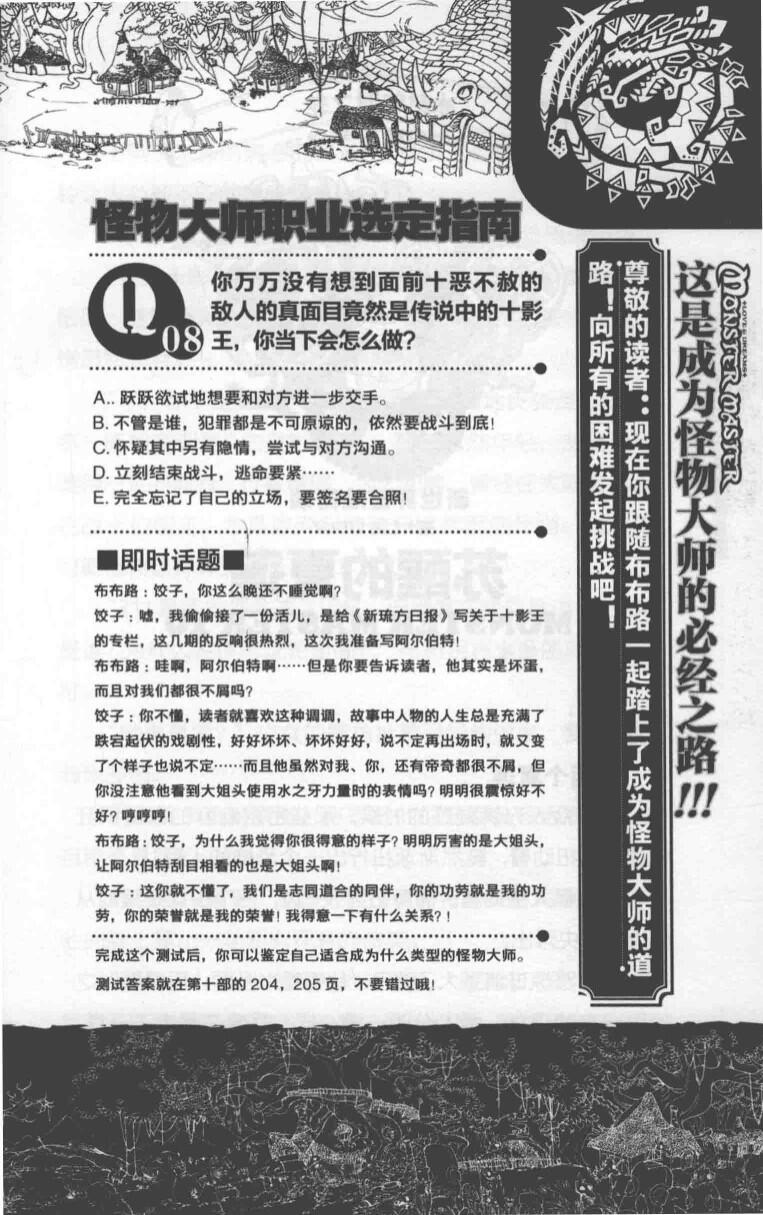 怪物大师职业选定指南
Q
08
你万万没有想到面前十恶不赦的
敌人的真面目竟然是传说中的十影
王，你当下会怎么做？
A.. 跃跃欲试地想要和对方进一步交手。
B. 不管是谁，犯罪都是不可原谅的，依然要战斗到底！
C. 怀疑其中另有隐情，尝试与对方沟通。
D. 立刻结束战斗，逃命要紧……
E. 完全忘记了自己的立场，要签名要合照！
■即时话题■
布布路：饺子，你这么晚还不睡觉啊？
饺子：嘘，我偷偷接了一份活儿，是给《新琉方日报》写关于十影王
的专栏，这几期的反响很热烈，这次我准备写阿尔伯特！
布布路：哇啊，阿尔伯特啊……但是你要告诉读者，他其实是坏蛋，
而且对我们都很不屑吗？
饺子：你不懂，读者就喜欢这种调调，故事中人物的人生总是充满了
跌宕起伏的戏剧性，好好坏坏、坏坏好好，说不定再出场时，就又变
了个样子也说不定……而且他虽然对我、你，还有帝奇都很不屑，但
你没注意他看到大姐头使用水之牙力量时的表情吗？明明很震惊好不
好？哼哼哼！
布布路：饺子，为什么我觉得你很得意的样子？明明厉害的是大姐头，
让阿尔伯特刮目相看的也是大姐头啊！
饺子：这你就不懂了，我们是志同道合的同伴，你的功劳就是我的功
劳，你的荣誉就是我的荣誉！我得意一下有什么关系？！
完成这个测试后，你可以鉴定自己适合成为什么类型的怪物大师。
测试答案就在第十部的 204，205 页，不要错过哦！
+LOVE & DREAMS+
MONSTER MASTER
这是成为怪物大师的必经之路!!!
尊敬的读者：现在你跟随布布路一起踏上了成为怪物大师的道
路！向所有的困难发起挑战吧！